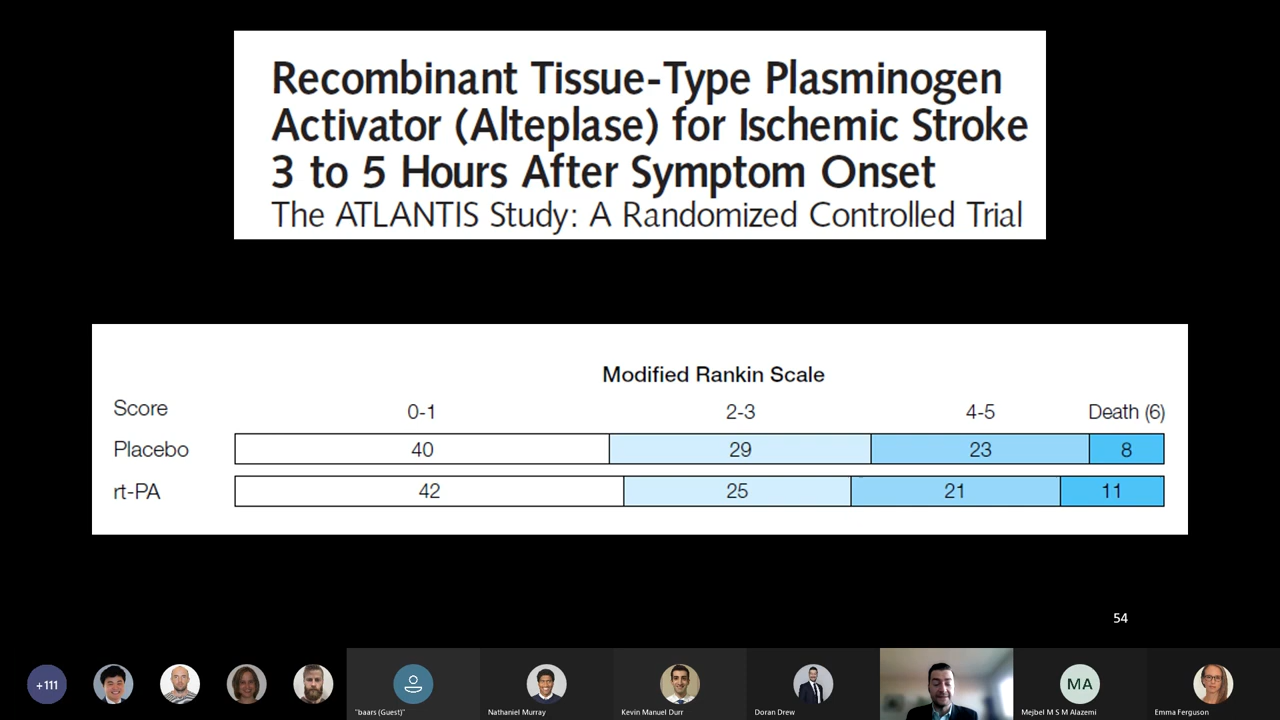 Recombinant Tissue-Type Plasminogen
Activator (Alteplase) for Ischemic Stroke
3 to 5 Hours After Symptom Onset
The ATLANTIS Study: A Randomized Controlled Trial
Modified Rankin Scale
Score 0-1 2-3 4-5 Death (6)
Placebo 40 29 23 8
rt-PA 42 25 21 11
54
+111
MA
"baars (Guest)" Nathaniel Murray Kevin Manuel Durr Doran Drew Mejbel M S M Alazemi Emma Ferguson